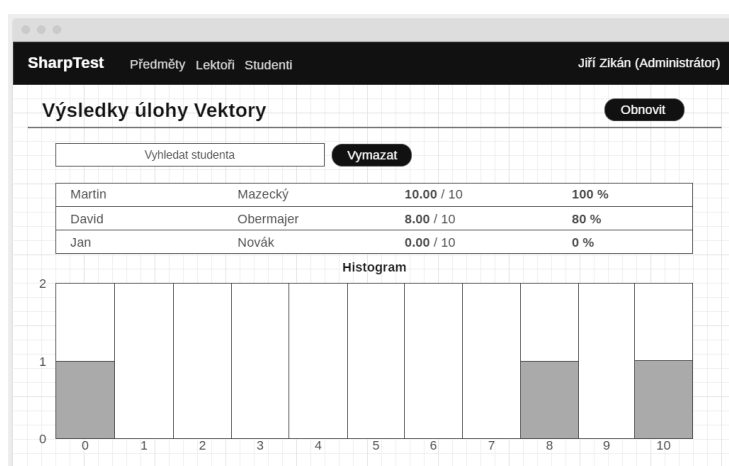 SharpTest Předměty Lektoři Studenti Jiří Zikán (Administrátor)
Výsledky úlohy Vektory Obnovit
Vyhledat studenta Vymazat
Martin Mazecký 10.00 / 10 100 %
David Obermajer 8.00 / 10 80 %
Jan Novák 0.00 / 10 0 %
Histogram
2
1
0
0 1 2 3 4 5 6 7 8 9 10